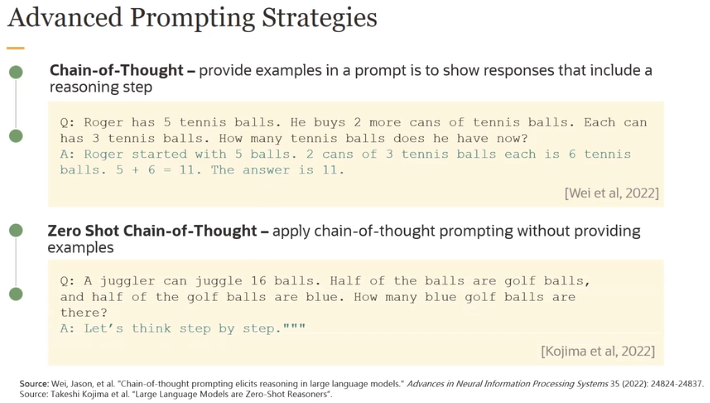 Advanced Prompting Strategies
Chain-of-Thought – provide examples in a prompt is to show responses that include a
reasoning step
Q: Roger has 5 tennis balls. He buys 2 more cans of tennis balls. Each can
has 3 tennis balls. How many tennis balls does he have now?
A: Roger started with 5 balls. 2 cans of 3 tennis balls each is 6 tennis
balls. 5 + 6 = 11. The answer is 11.
[Wei et al, 2022]
Zero Shot Chain-of-Thought – apply chain-of-thought prompting without providing
examples
Q: A juggler can juggle 16 balls. Half of the balls are golf balls,
and half of the golf balls are blue. How many blue golf balls are
there?
A: Let’s think step by step."""
[Kojima et al, 2022]
Source: Wei, Jason, et al. "Chain-of-thought prompting elicits reasoning in large language models." Advances in Neural Information Processing Systems 35 (2022): 24824-24837.
Source: Takeshi Kojima et al. "Large Language Models are Zero-Shot Reasoners".